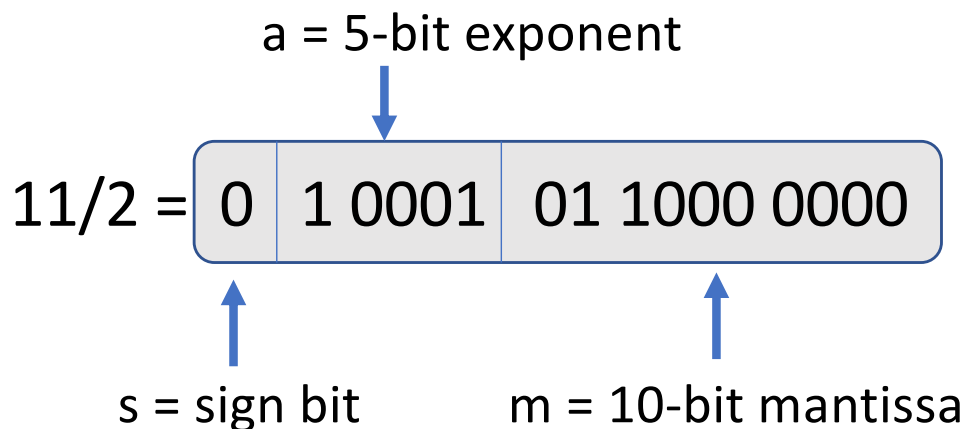 a = 5-bit exponent
11/2 = 0 1 0001 01 1000 0000
s = sign bit
m = 10-bit mantissa